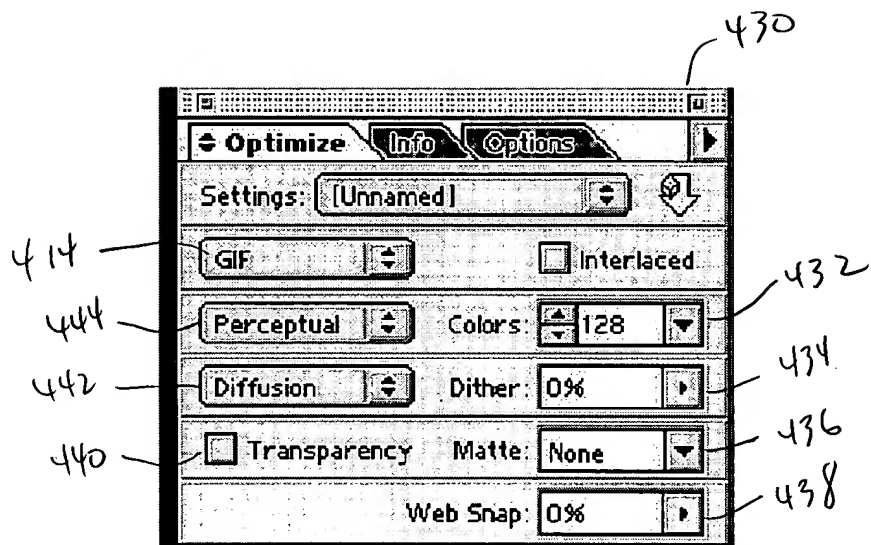 430
Optimize Info Options
Settings: [Unnamed]
414 GIF Interlaced 432
444 Perceptual Colors: 128
442 Diffusion Dither: 0% 434
440 Transparency Matte: None 436
Web Snap: 0% 438